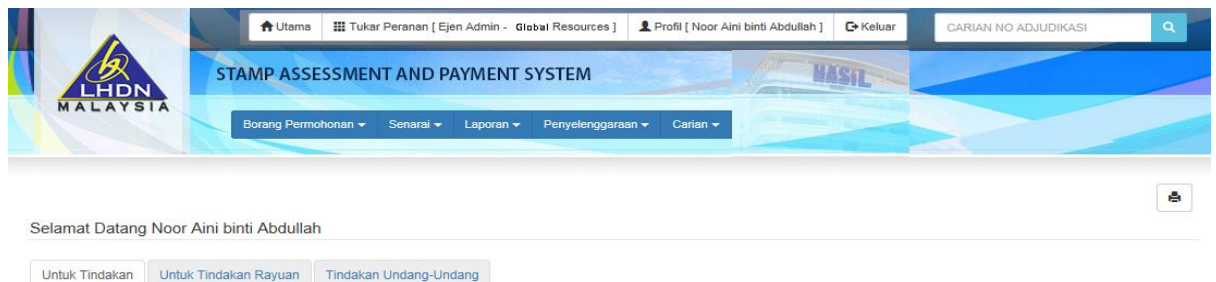 Utama Tukar Peranan [ Ejen Admin - Global Resources ] Profil [ Noor Aini binti Abdullah ] Keluar CARIAN NO ADJUDIKASI
LHDN
MALAYSIA
STAMP ASSESSMENT AND PAYMENT SYSTEM
HASiL
Borang Permohonan Senarai Laporan Penyelenggaraan Carian
Selamat Datang Noor Aini binti Abdullah
Untuk Tindakan Untuk Tindakan Rayuan Tindakan Undang-Undang